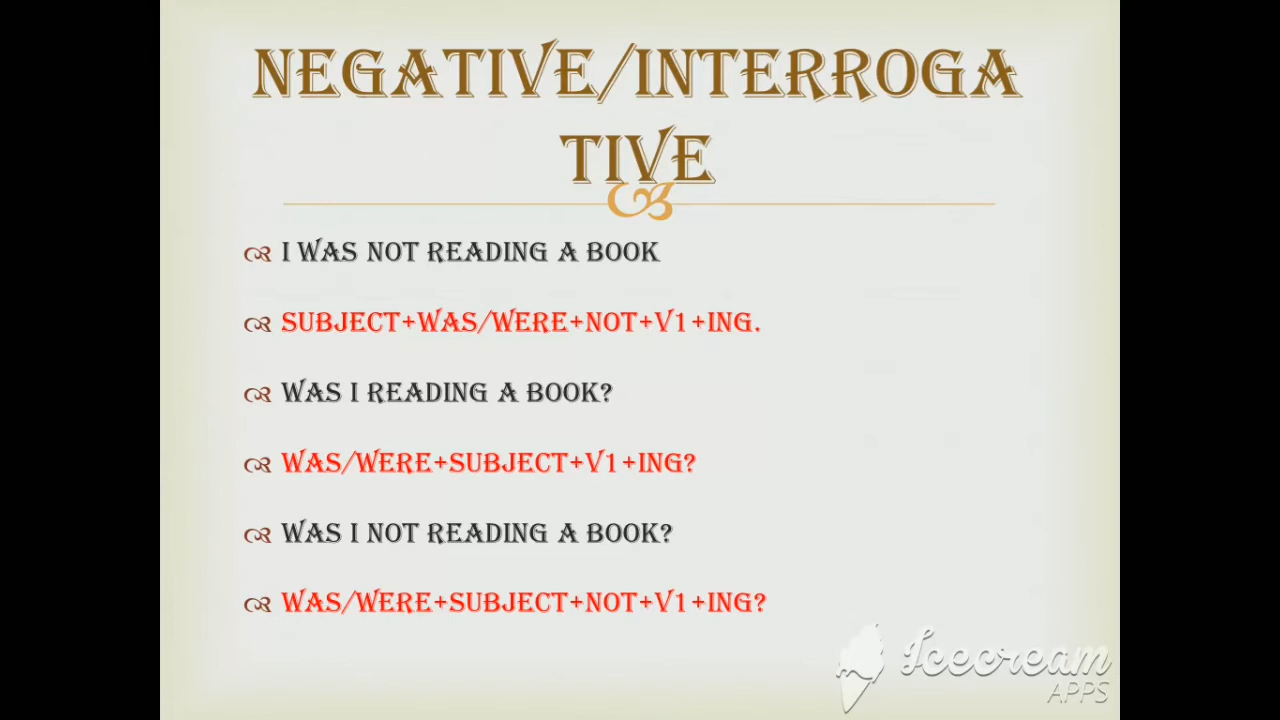 NEGATIVE/INTERROGA
TIVE
I WAS NOT READING A BOOK
SUBJECT+WAS/WERE+NOT+V1+ING.
WAS I READING A BOOK?
WAS/WERE+SUBJECT+V1+ING?
WAS I NOT READING A BOOK?
WAS/WERE+SUBJECT+NOT+V1+ING?
Icecream
APPS